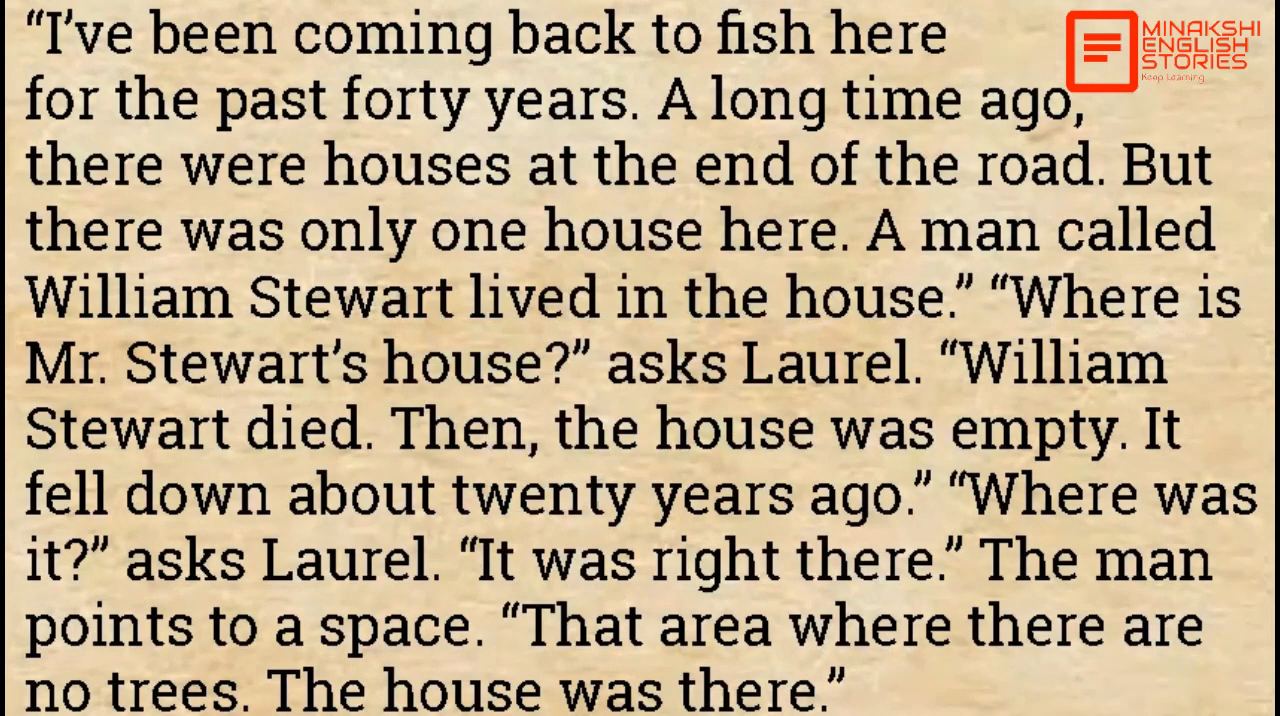 “I’ve been coming back to fish here
for the past forty years. A long time ago,
there were houses at the end of the road. But
there was only one house here. A man called
William Stewart lived in the house.” “Where is
Mr. Stewart’s house?” asks Laurel. “William
Stewart died. Then, the house was empty. It
fell down about twenty years ago.” “Where was
it?” asks Laurel. “It was right there.” The man
points to a space. “That area where there are
no trees. The house was there.”
MINAKSHI
ENGLISH
STORIES
Keep Learning